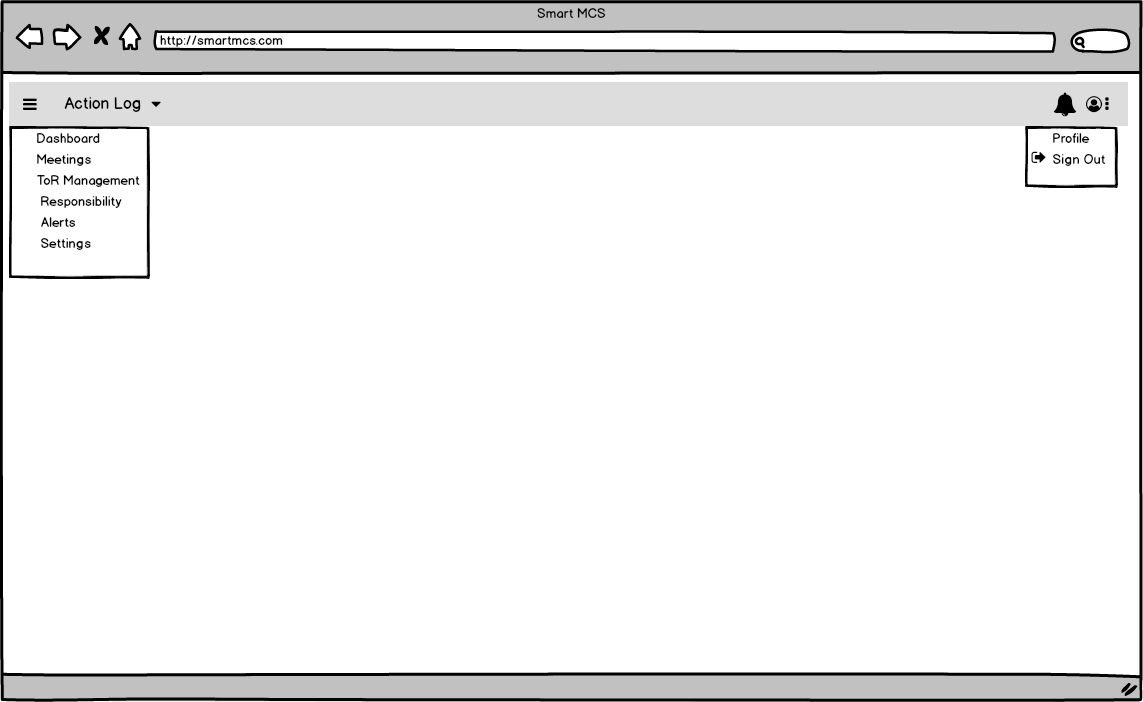 Smart MCS
http://smartmcs.com
Action Log
Dashboard
Meetings
ToR Management
Responsibility
Alerts
Settings
Profile
Sign Out